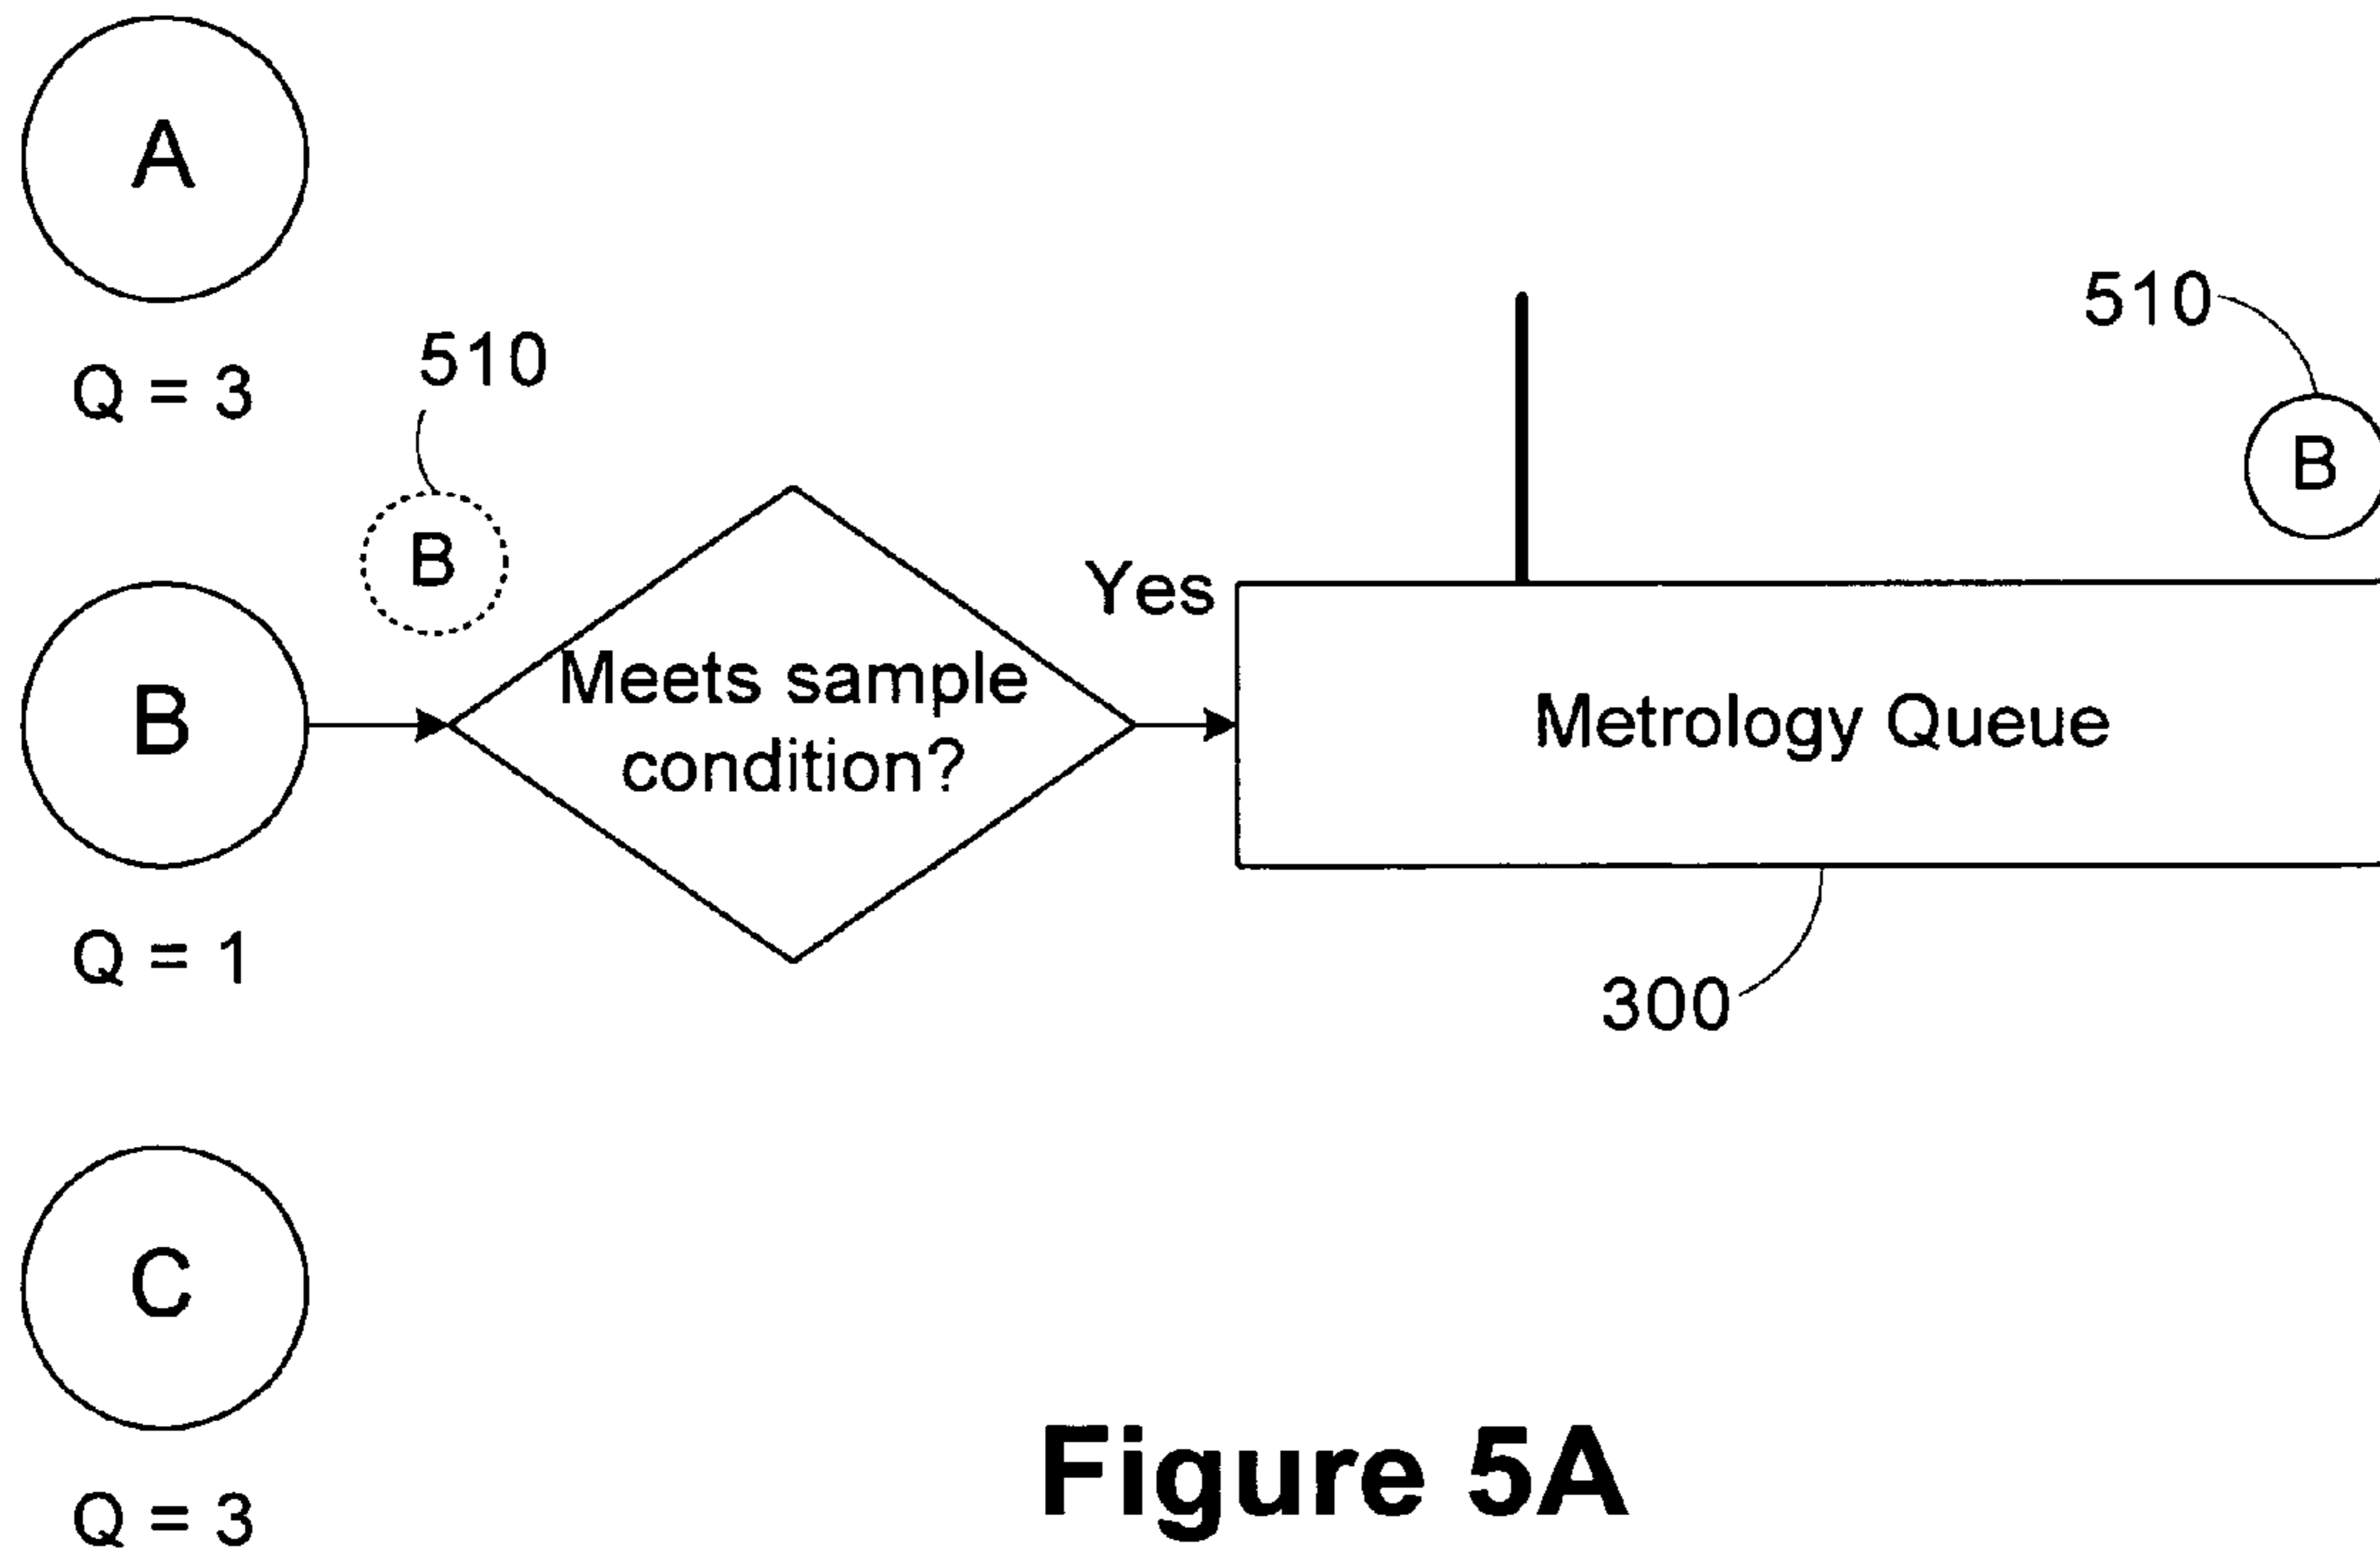 A
Q = 3
510
B
510
B
Yes
B
Meets sample
condition?
Metrology Queue
Q = 1
300
C
Q = 3
Figure 5A